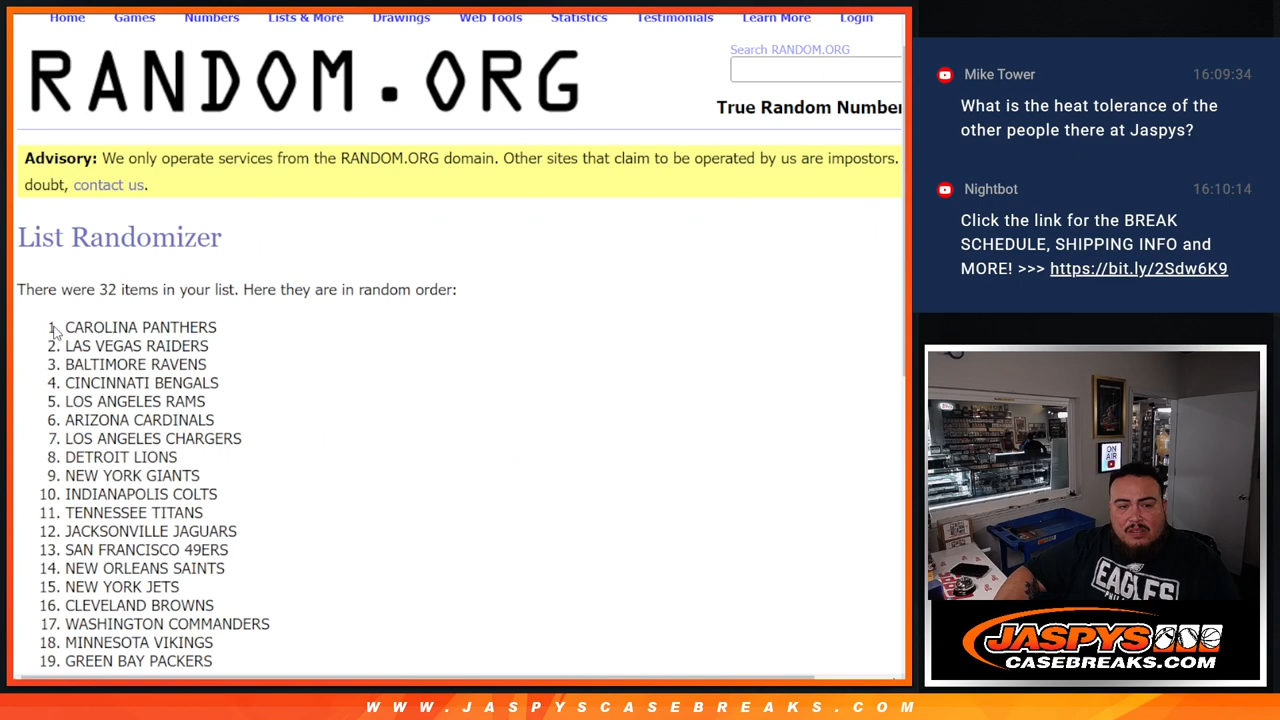 Home Games Numbers Lists & More Drawings Web Tools Statistics Testimonials Learn More Login
RANDOM.ORG
Search RANDOM.ORG
True Random Number
Advisory: We only operate services from the RANDOM.ORG domain. Other sites that claim to be operated by us are impostors.
doubt, contact us.
List Randomizer
There were 32 items in your list. Here they are in random order:
1. CAROLINA PANTHERS
2. LAS VEGAS RAIDERS
3. BALTIMORE RAVENS
4. CINCINNATI BENGALS
5. LOS ANGELES RAMS
6. ARIZONA CARDINALS
7. LOS ANGELES CHARGERS
8. DETROIT LIONS
9. NEW YORK GIANTS
10. INDIANAPOLIS COLTS
11. TENNESSEE TITANS
12. JACKSONVILLE JAGUARS
13. SAN FRANCISCO 49ERS
14. NEW ORLEANS SAINTS
15. NEW YORK JETS
16. CLEVELAND BROWNS
17. WASHINGTON COMMANDERS
18. MINNESOTA VIKINGS
19. GREEN BAY PACKERS
Mike Tower 16:09:34
What is the heat tolerance of the
other people there at Jaspys?
Nightbot 16:10:14
Click the link for the BREAK
SCHEDULE, SHIPPING INFO and
MORE! >>> https://bit.ly/2Sdw6K9
ON
AIR
EAGLES
JASPYS
CASEBREAKS.COM
WWW.JASPYSCASEBREAKS.COM